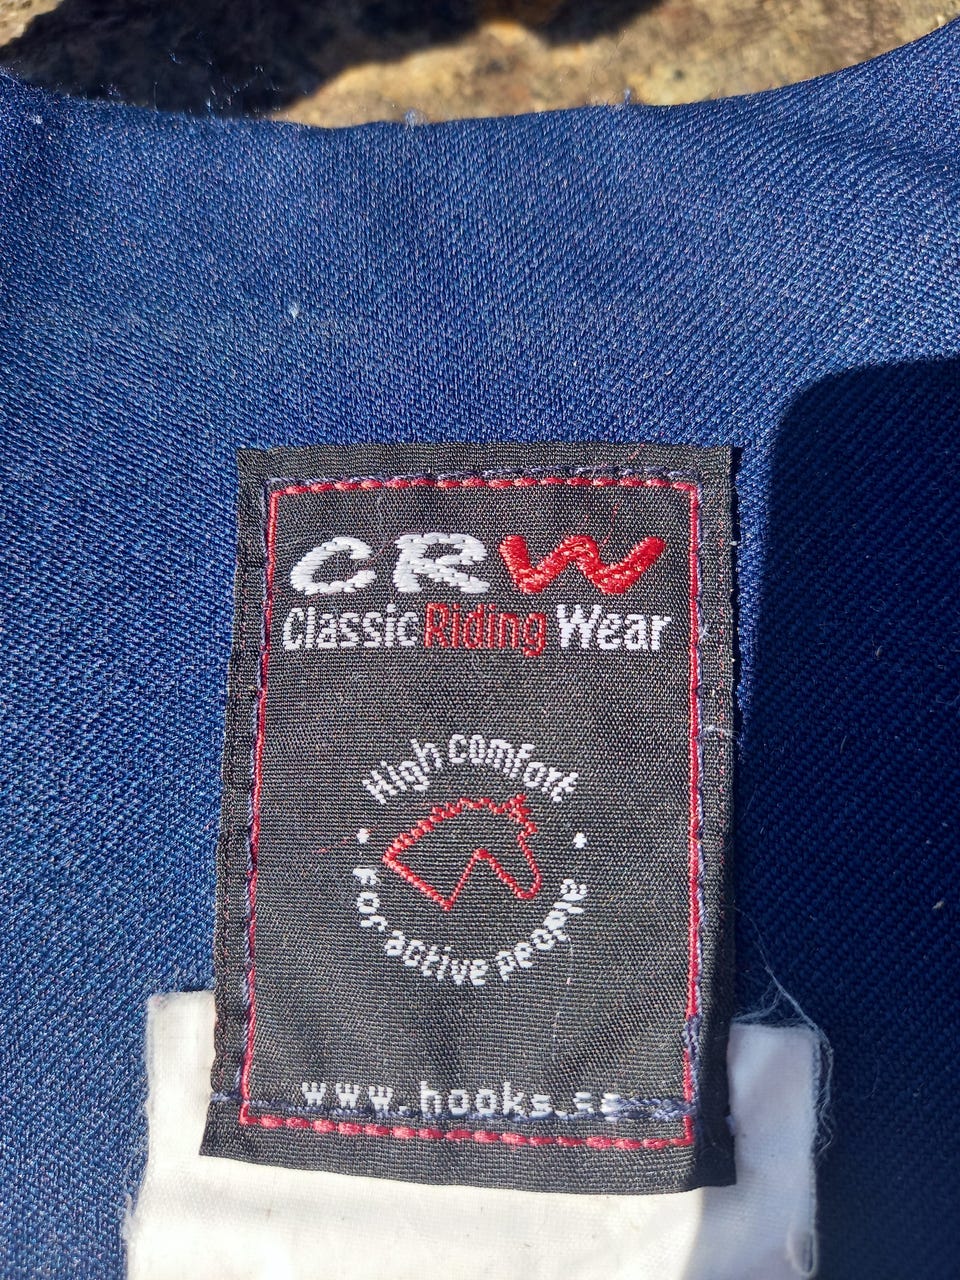 CRW
Classic Riding Wear
High comfort
• For active people •
www.hooks.se